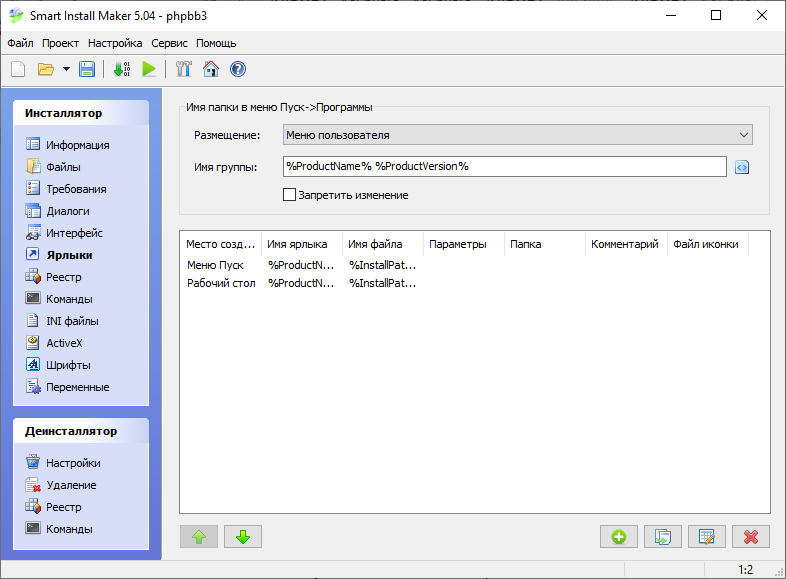 Smart Install Maker 5.04 - phpbb3
Файл Проект Настройка Сервис Помощь
Инсталлятор
Информация
Файлы
Требования
Диалоги
Интерфейс
Ярлыки
Реестр
Команды
INI файлы
ActiveX
Шрифты
Переменные
Деинсталлятор
Настройки
Удаление
Реестр
Команды
Имя папки в меню Пуск->Программы
Размещение: Меню пользователя
Имя группы: %ProductName% %ProductVersion%
Запретить изменение
Место созд... Имя ярлыка Имя файла Параметры Папка Комментарий Файл иконки
Меню Пуск %ProductN... %InstallPat...
Рабочий стол %ProductN... %InstallPat...
1:2